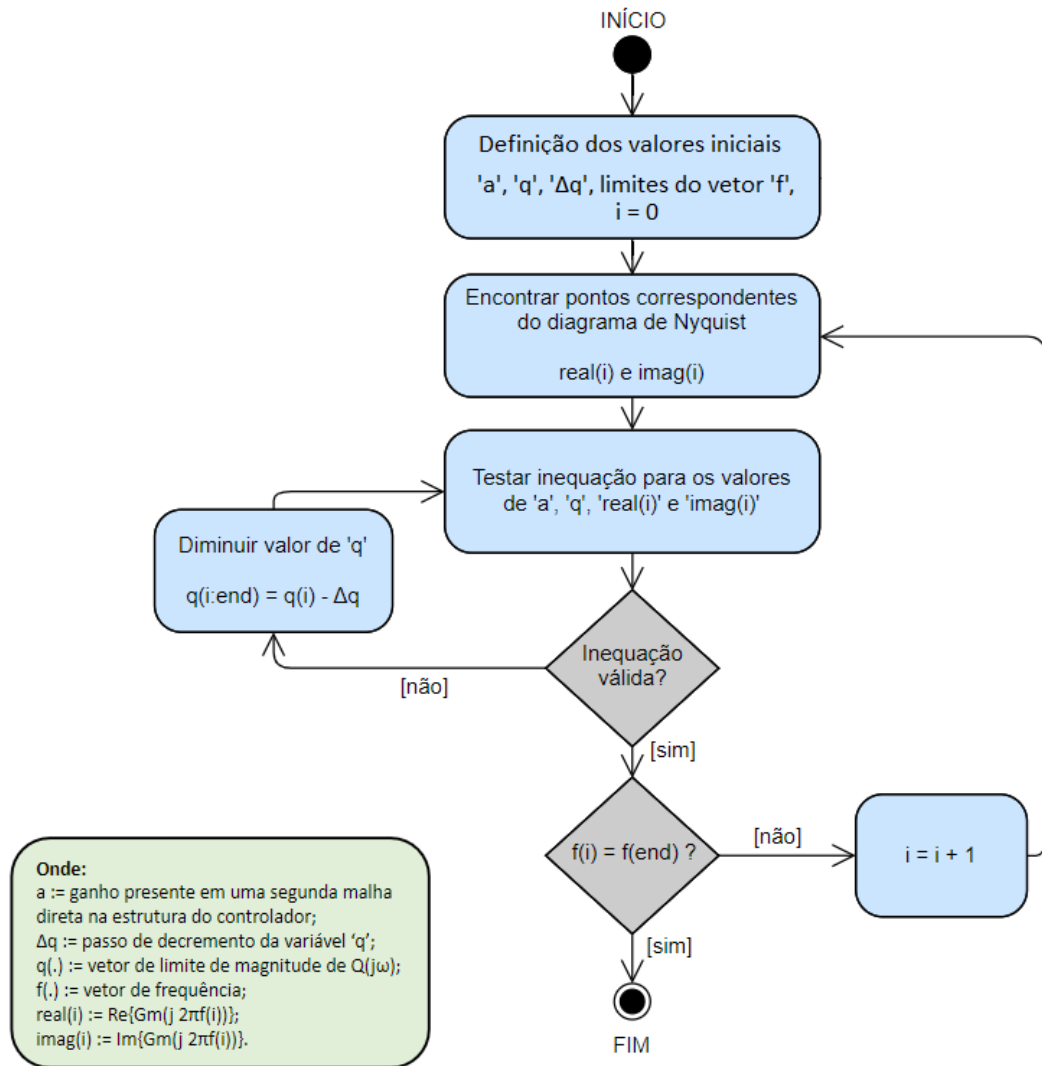 INÍCIO
Definição dos valores iniciais
'a', 'q', 'Δq', limites do vetor 'f',
i = 0
Encontrar pontos correspondentes
do diagrama de Nyquist
real(i) e imag(i)
Testar inequação para os valores
de 'a', 'q', 'real(i)' e 'imag(i)'
Diminuir valor de 'q'
q(i:end) = q(i) - Δq
Inequação
válida?
[não]
[sim]
f(i) = f(end) ?
[não]
i = i + 1
[sim]
FIM
Onde:
a := ganho presente em uma segunda malha
direta na estrutura do controlador;
Δq := passo de decremento da variável ‘q’;
q(.) := vetor de limite de magnitude de Q(jω);
f(.) := vetor de frequência;
real(i) := Re{Gm(j 2πf(i))};
imag(i) := Im{Gm(j 2πf(i))}.